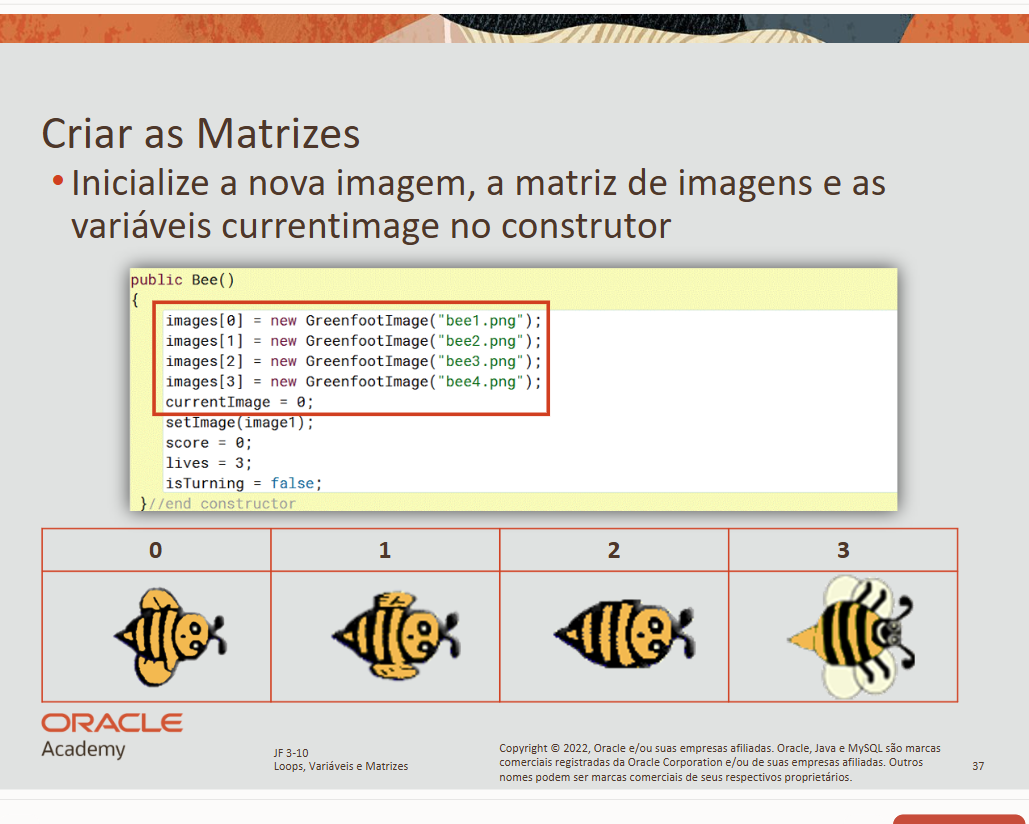 Criar as Matrizes
•Inicialize a nova imagem, a matriz de imagens e as
variáveis currentimage no construtor
public Bee()
{
images[0] = new GreenfootImage("bee1.png");
images[1] = new GreenfootImage("bee2.png");
images[2] = new GreenfootImage("bee3.png");
images[3] = new GreenfootImage("bee4.png");
currentImage = 0;
setImage(image1);
score = 0;
lives = 3;
isTurning = false;
}//end constructor
0 1 2 3
ORACLE
Academy
JF 3-10
Loops, Variáveis e Matrizes
Copyright © 2022, Oracle e/ou suas empresas afiliadas. Oracle, Java e MySQL são marcas
comerciais registradas da Oracle Corporation e/ou de suas empresas afiliadas. Outros
nomes podem ser marcas comerciais de seus respectivos proprietários.
37